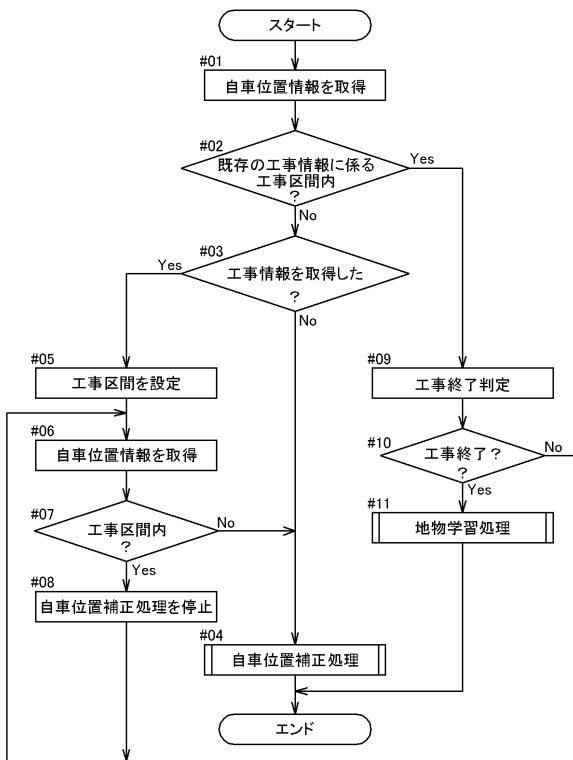 スタート
#01
自車位置情報を取得
#02
既存の工事情報に係る
工事区間内
?
Yes
No
#03
工事情報を取得した
?
Yes
No
#05
工事区間を設定
#06
自車位置情報を取得
#07
工事区間内
?
No
Yes
#08
自車位置補正処理を停止
#09
工事終了判定
#10
工事終了?
?
No
Yes
#11
地物学習処理
#04
自車位置補正処理
エンド